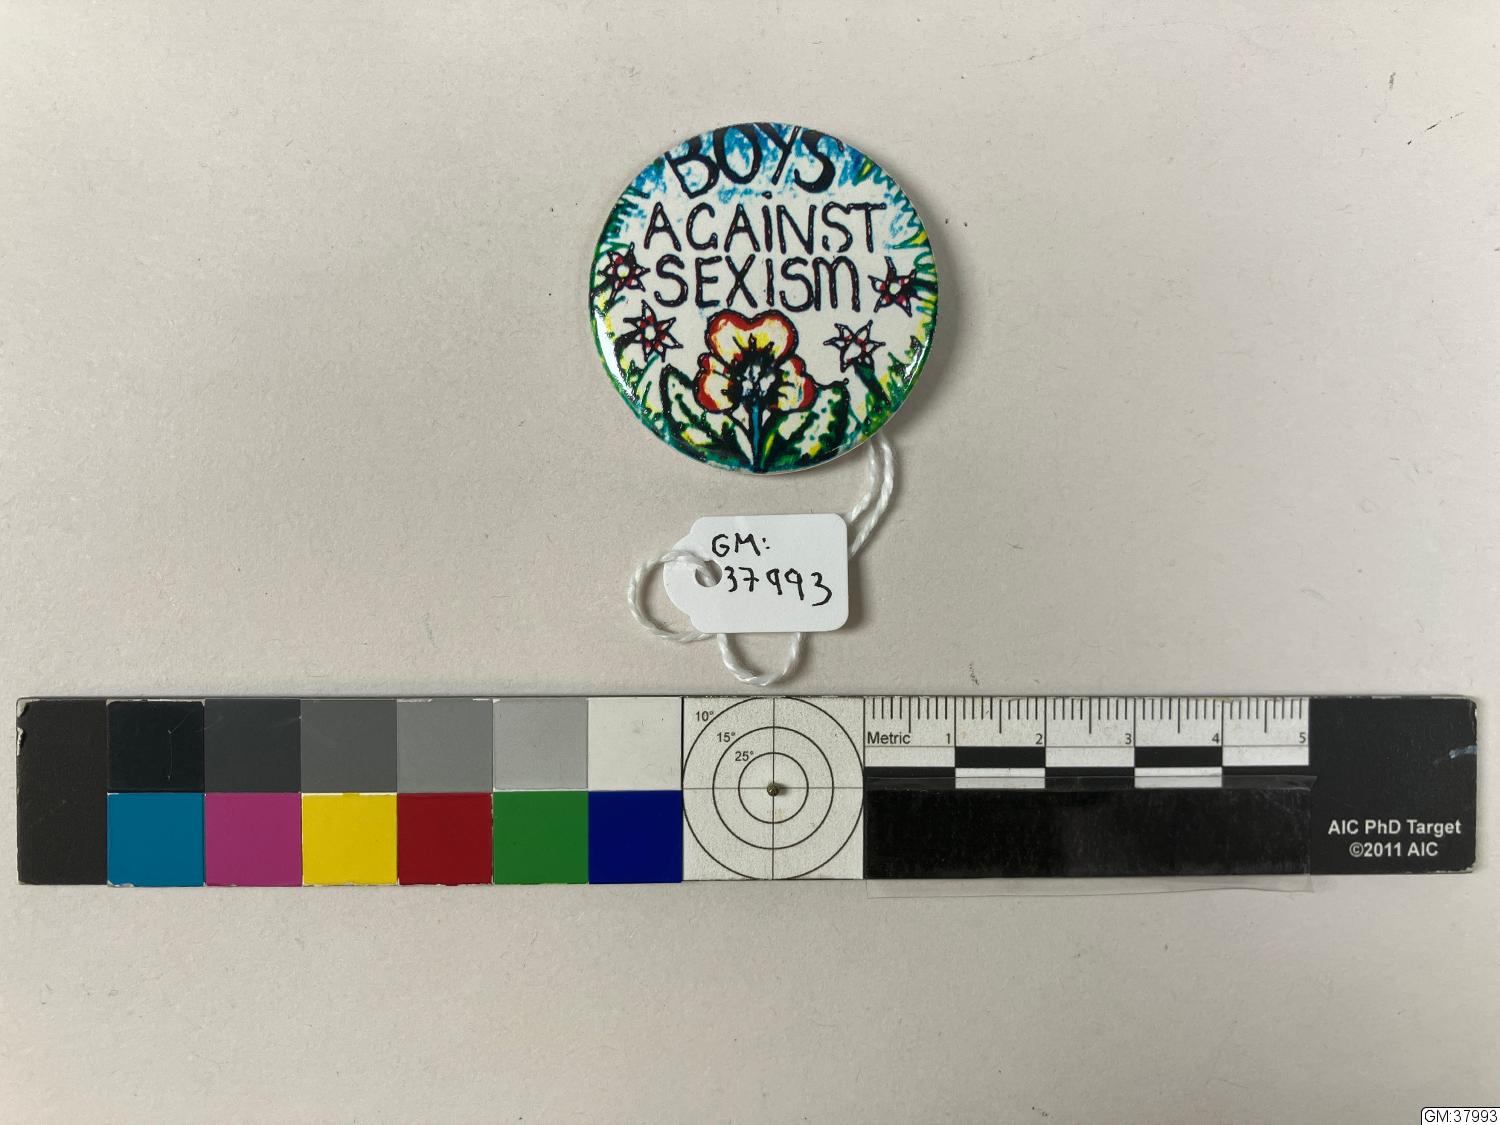 BOYS
AGAiNST
SEXiSM
GM:
37993
10°
15°
25°
Metric 1 2 3 4 5
AIC PhD Target
©2011 AIC
GM:37993